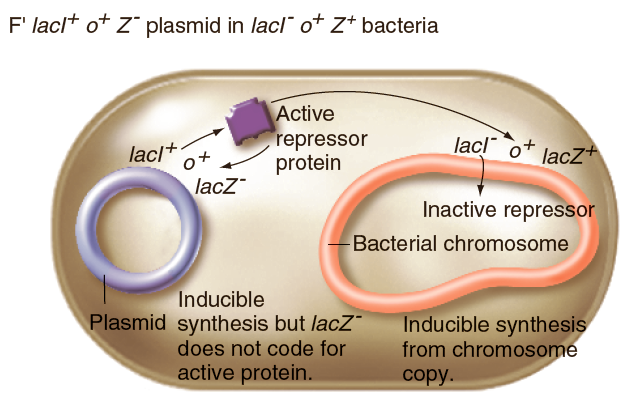 F' lacI⁺ o⁺ Z⁻ plasmid in lacI⁻ o⁺ Z⁺ bacteria
Active
repressor
protein
lacI⁺
o⁺
lacZ⁻
lacI⁻
o⁺
lacZ⁺
Inactive repressor
Bacterial chromosome
Plasmid
Inducible
synthesis but lacZ⁻
does not code for
active protein.
Inducible synthesis
from chromosome
copy.